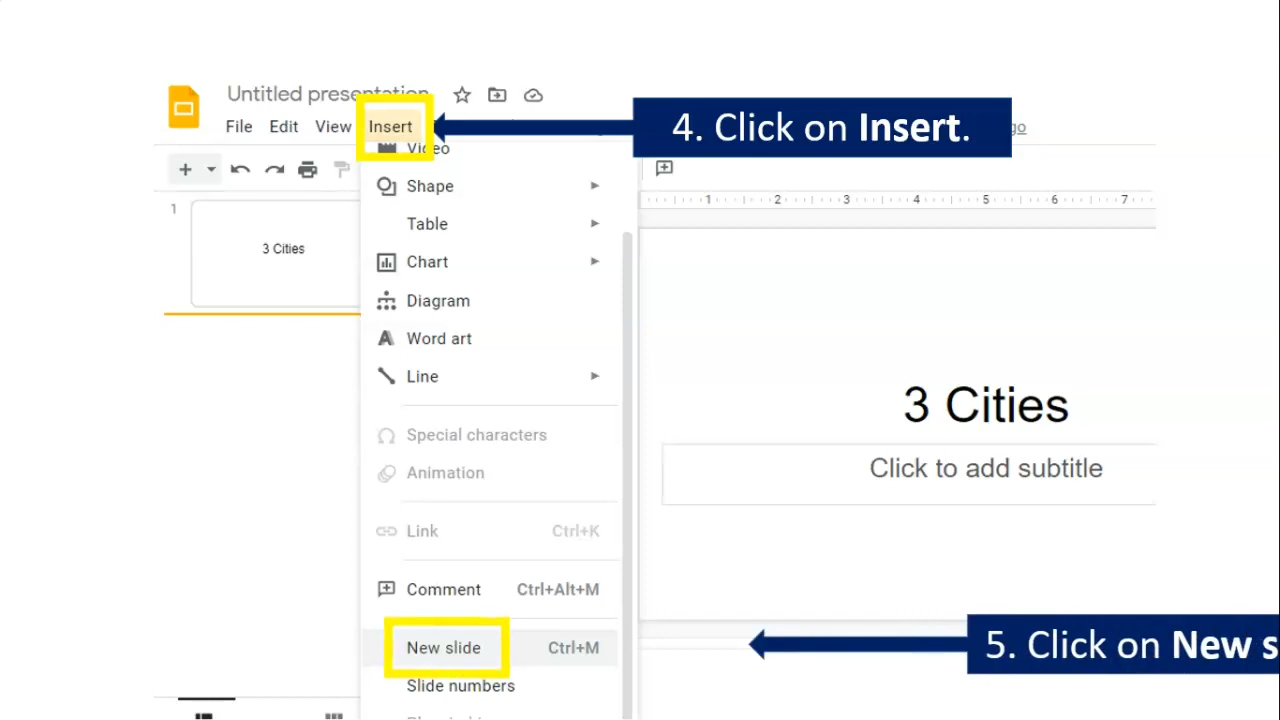 Untitled presentation
File Edit View Insert
4. Click on Insert.
go
Video
Shape
Table
Chart
Diagram
Word art
Line
Special characters
Animation
Link Ctrl+K
Comment Ctrl+Alt+M
New slide Ctrl+M
Slide numbers
1
3 Cities
1 2 3 4 5 6 7
3 Cities
Click to add subtitle
5. Click on New s